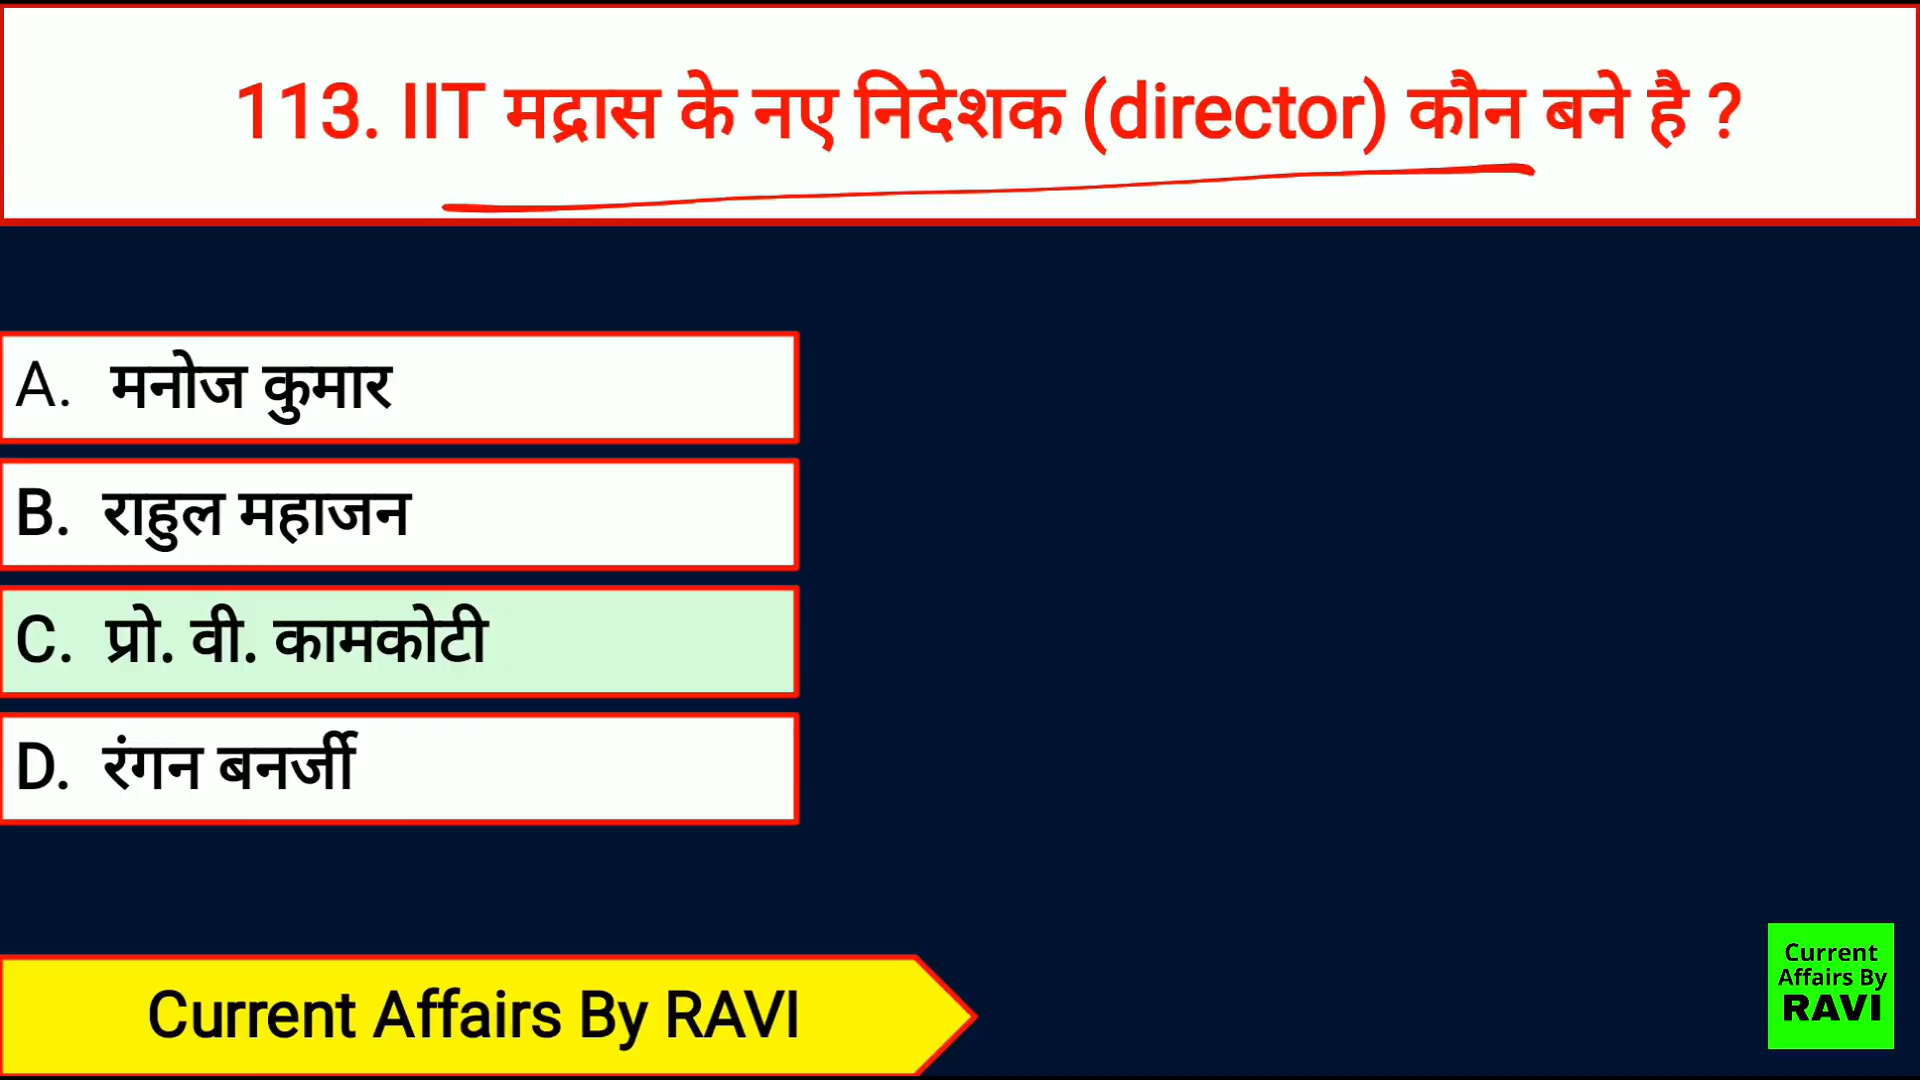 113. IIT मद्रास के नए निदेशक (director) कौन बने है ?
A. मनोज कुमार
B. राहुल महाजन
C. प्रो. वी. कामकोटी
D. रंगन बनर्जी
Current Affairs By RAVI
Current
Affairs By
RAVI